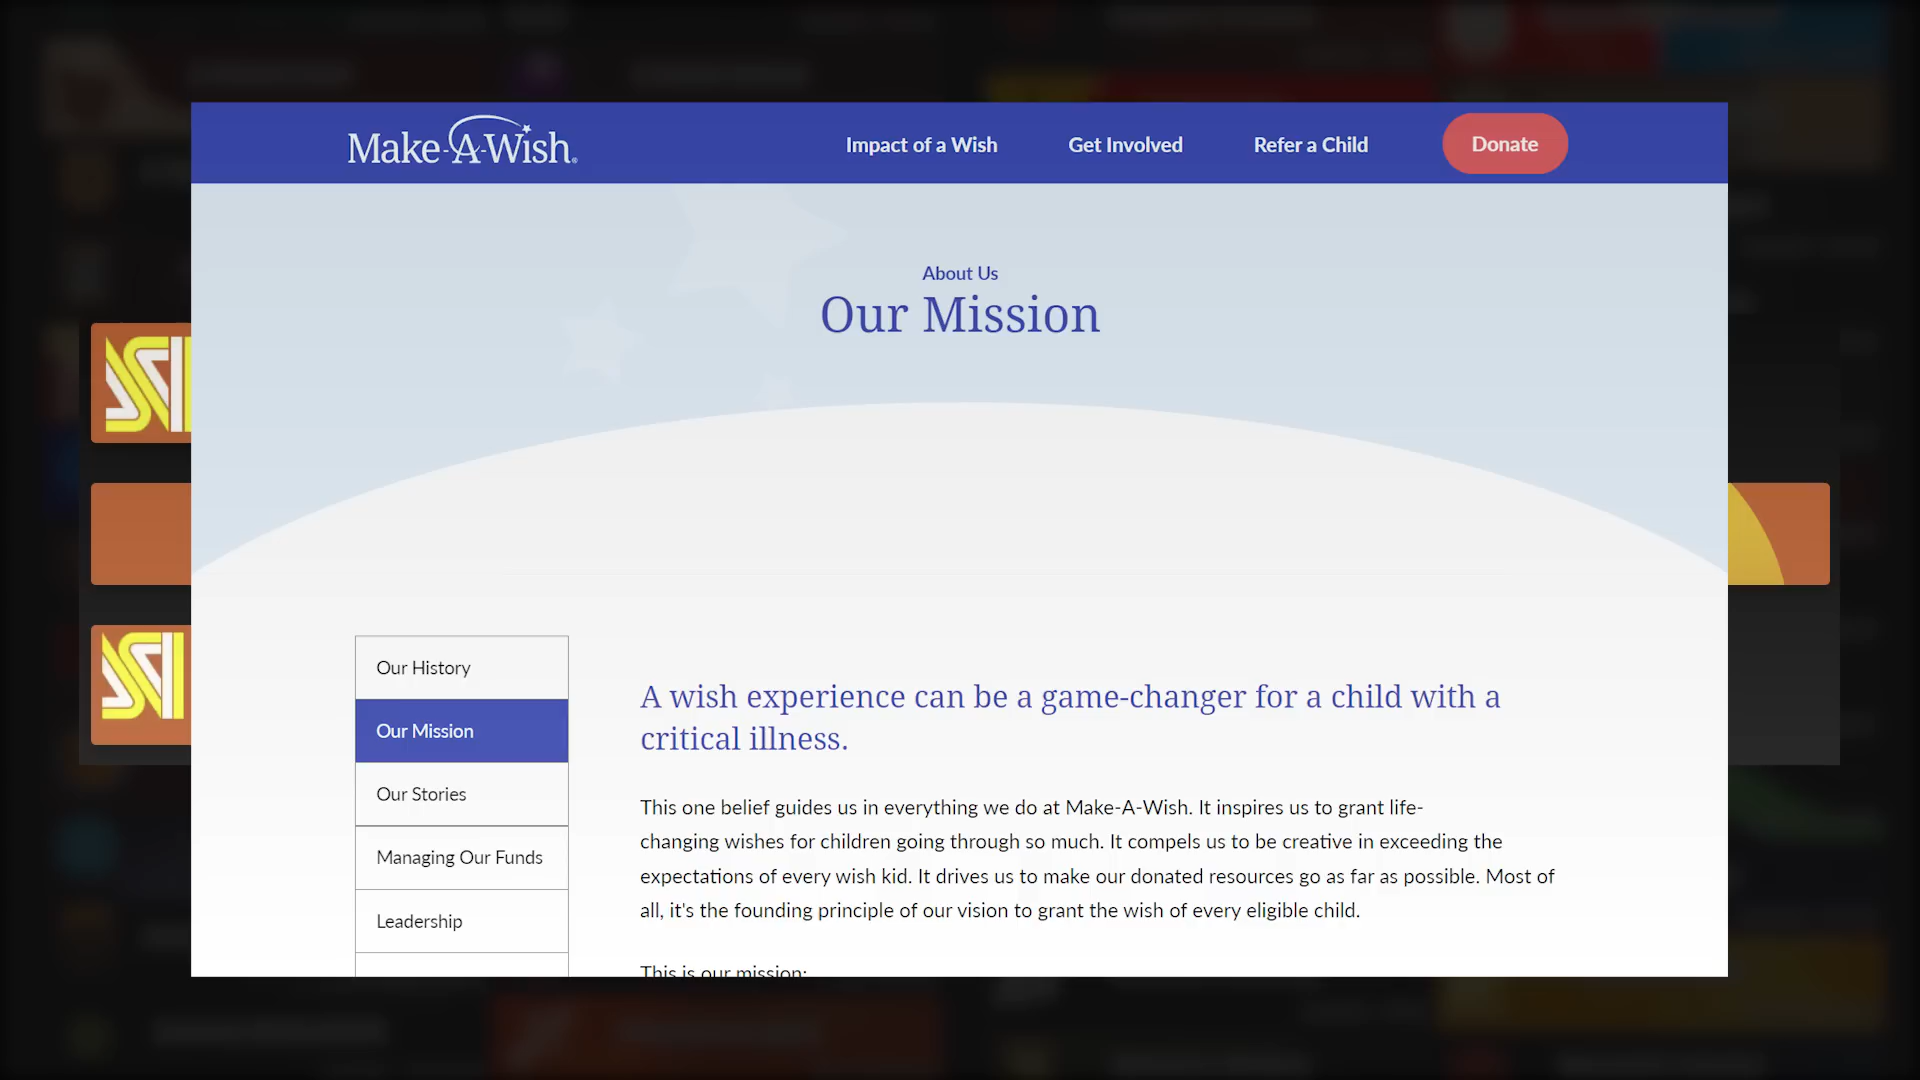 Make-A-Wish®
Impact of a Wish
Get Involved
Refer a Child
Donate
About Us
Our Mission
Our History
Our Mission
Our Stories
Managing Our Funds
Leadership
A wish experience can be a game-changer for a child with a
critical illness.
This one belief guides us in everything we do at Make-A-Wish. It inspires us to grant life-
changing wishes for children going through so much. It compels us to be creative in exceeding the
expectations of every wish kid. It drives us to make our donated resources go as far as possible. Most of
all, it's the founding principle of our vision to grant the wish of every eligible child.
This is our mission: